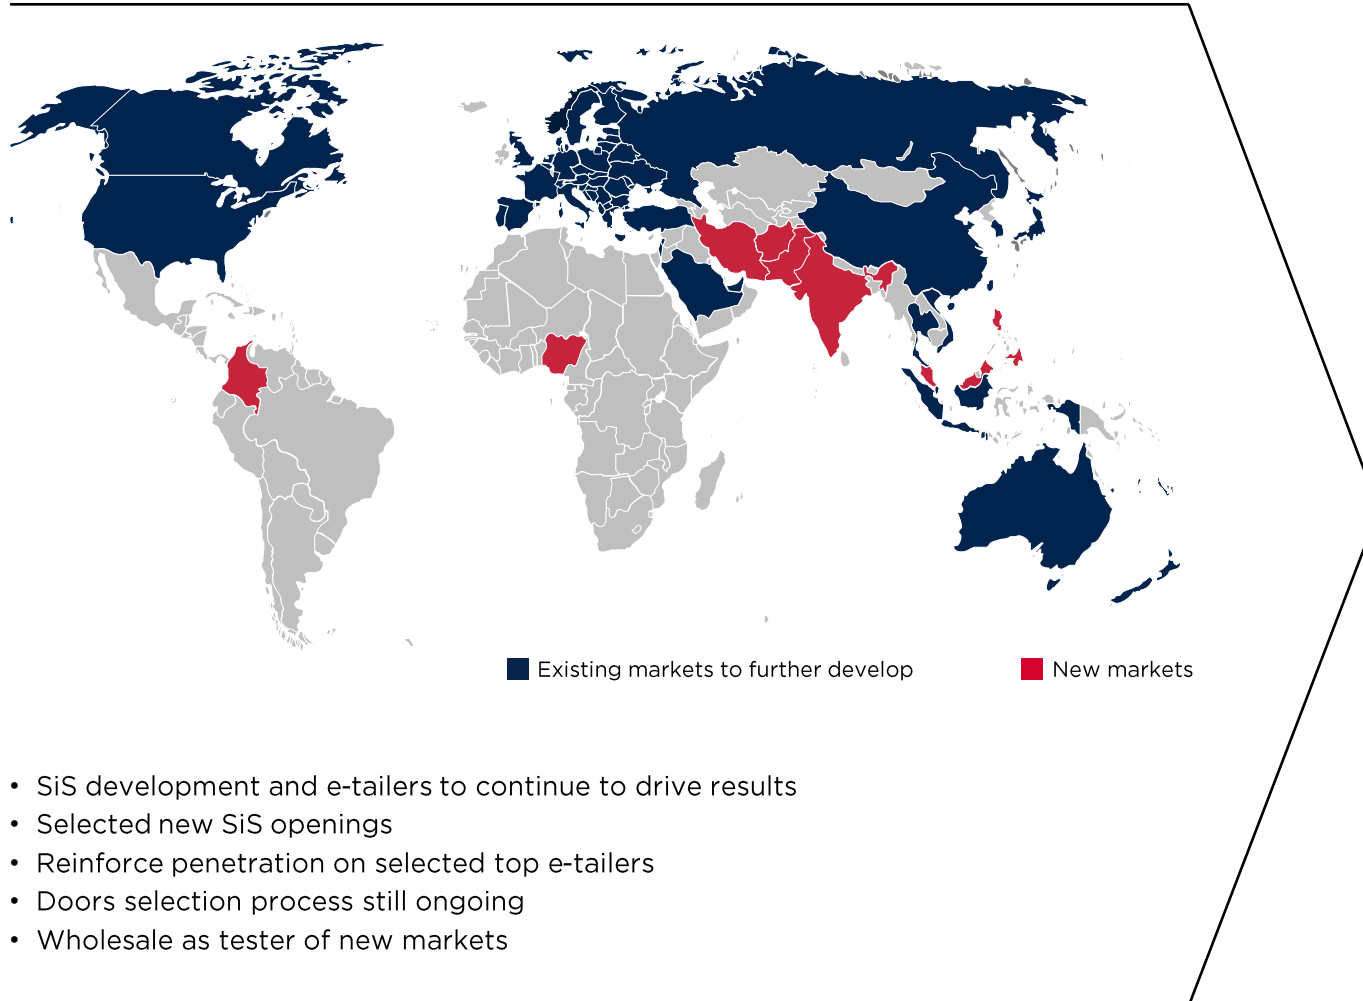 Existing markets to further develop
New markets
• SiS development and e-tailers to continue to drive results
• Selected new SiS openings
• Reinforce penetration on selected top e-tailers
• Doors selection process still ongoing
• Wholesale as tester of new markets